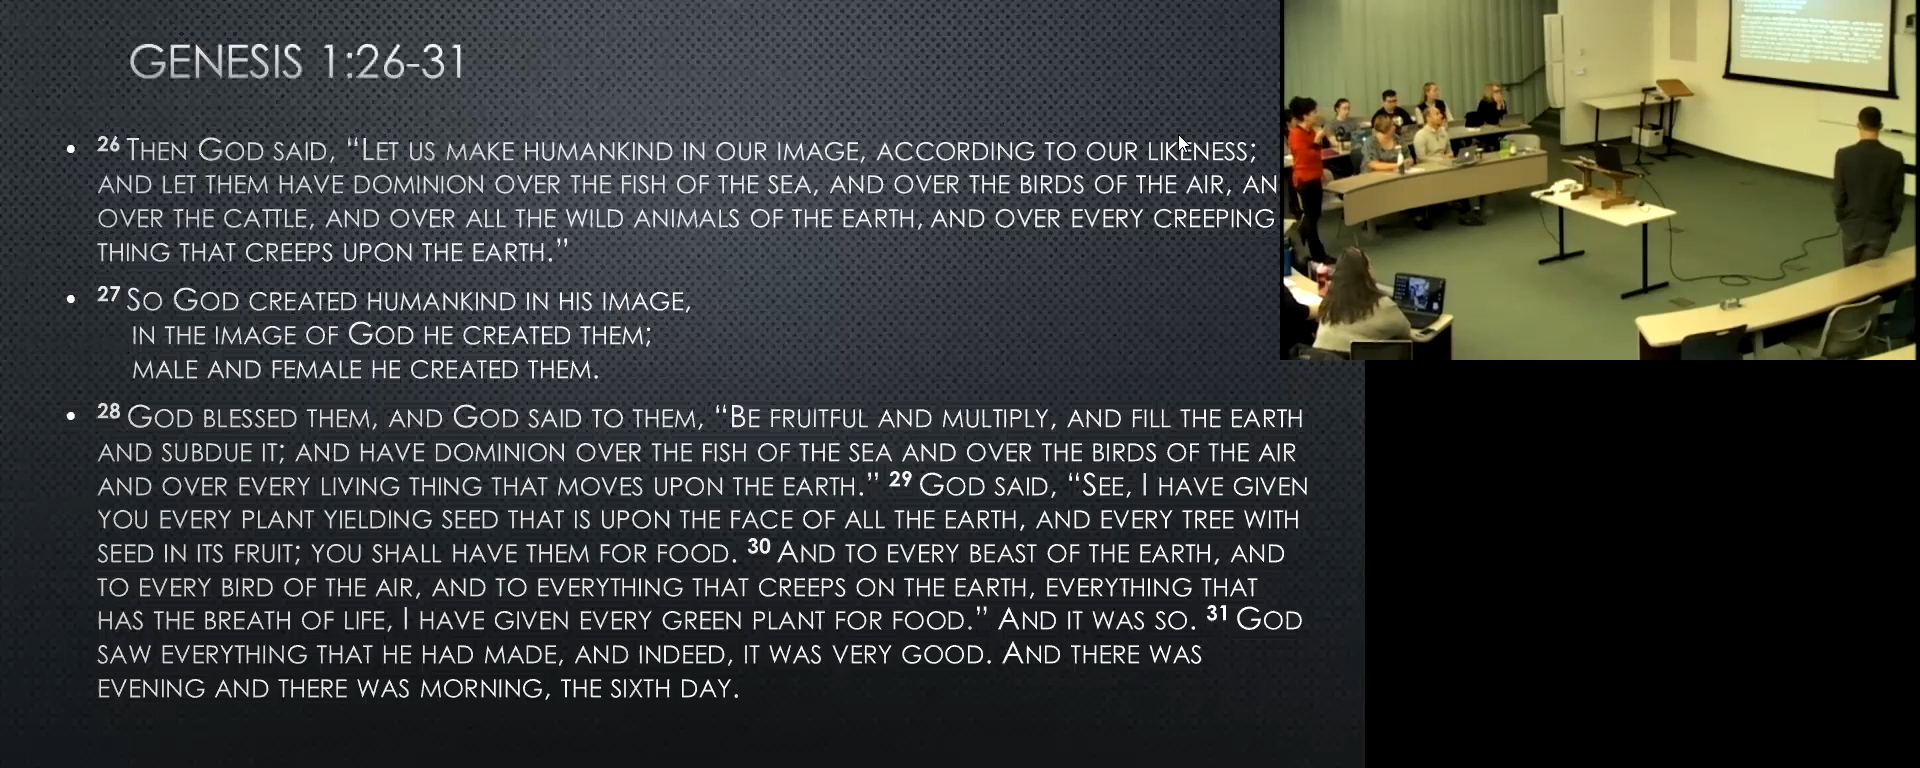 GENESIS 1:26-31
• 26 THEN GOD SAID, “LET US MAKE HUMANKIND IN OUR IMAGE, ACCORDING TO OUR LIKENESS;
AND LET THEM HAVE DOMINION OVER THE FISH OF THE SEA, AND OVER THE BIRDS OF THE AIR, AN
OVER THE CATTLE, AND OVER ALL THE WILD ANIMALS OF THE EARTH, AND OVER EVERY CREEPING
THING THAT CREEPS UPON THE EARTH.”
• 27 SO GOD CREATED HUMANKIND IN HIS IMAGE,
IN THE IMAGE OF GOD HE CREATED THEM;
MALE AND FEMALE HE CREATED THEM.
• 28 GOD BLESSED THEM, AND GOD SAID TO THEM, “BE FRUITFUL AND MULTIPLY, AND FILL THE EARTH
AND SUBDUE IT; AND HAVE DOMINION OVER THE FISH OF THE SEA AND OVER THE BIRDS OF THE AIR
AND OVER EVERY LIVING THING THAT MOVES UPON THE EARTH.” 29 GOD SAID, “SEE, I HAVE GIVEN
YOU EVERY PLANT YIELDING SEED THAT IS UPON THE FACE OF ALL THE EARTH, AND EVERY TREE WITH
SEED IN ITS FRUIT; YOU SHALL HAVE THEM FOR FOOD. 30 AND TO EVERY BEAST OF THE EARTH, AND
TO EVERY BIRD OF THE AIR, AND TO EVERYTHING THAT CREEPS ON THE EARTH, EVERYTHING THAT
HAS THE BREATH OF LIFE, I HAVE GIVEN EVERY GREEN PLANT FOR FOOD.” AND IT WAS SO. 31 GOD
SAW EVERYTHING THAT HE HAD MADE, AND INDEED, IT WAS VERY GOOD. AND THERE WAS
EVENING AND THERE WAS MORNING, THE SIXTH DAY.